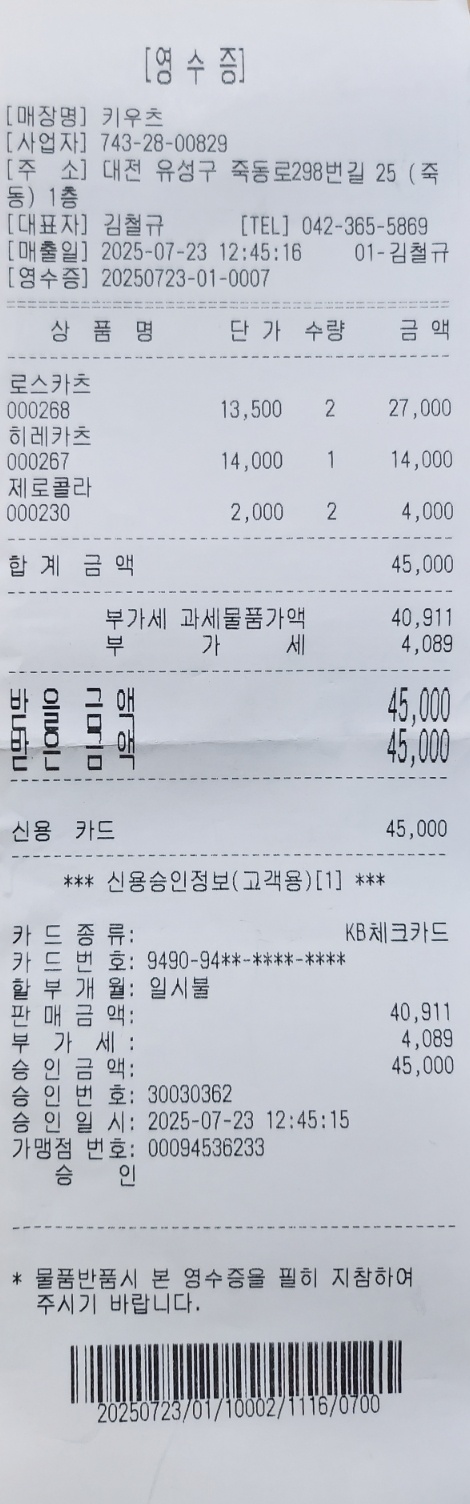 [영 수 증]
[매장명] 키우츠
[사업자] 743-28-00829
[주 소] 대전 유성구 죽동로298번길 25 (죽
동) 1층
[대표자] 김철규 [TEL] 042-365-5869
[매출일] 2025-07-23 12:45:16 01-김철규
[영수증] 20250723-01-0007
상 품 명 단 가 수량 금 액
로스카츠
000268 13,500 2 27,000
히레카츠
000267 14,000 1 14,000
제로콜라
000230 2,000 2 4,000
합 계 금 액 45,000
부가세 과세물품가액 40,911
부 가 세 4,089
받 을 금 액 45,000
받 은 금 액 45,000
신용 카드 45,000
*** 신용승인정보(고객용)[1] ***
카 드 종 류: KB체크카드
카 드 번 호: 9490-94**-****-****
할 부 개 월: 일시불
판 매 금 액: 40,911
부 가 세 : 4,089
승 인 금 액: 45,000
승 인 번 호: 30030362
승 인 일 시: 2025-07-23 12:45:15
가맹점 번호: 00094536233
승 인
* 물품반품시 본 영수증을 필히 지참하여
주시기 바랍니다.
20250723/01/10002/1116/0700